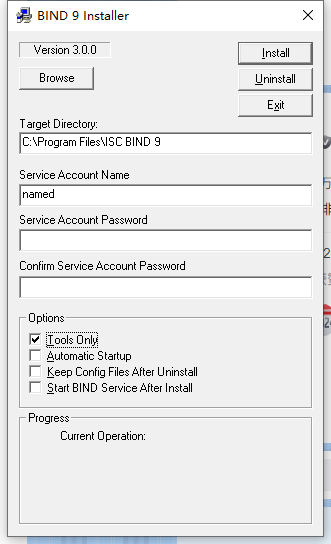 BIND 9 Installer
Version 3.0.0
Install
Browse
Uninstall
Exit
Target Directory:
C:\Program Files\ISC BIND 9
Service Account Name
named
Service Account Password
Confirm Service Account Password
Options
Tools Only
Automatic Startup
Keep Config Files After Uninstall
Start BIND Service After Install
Progress
Current Operation: